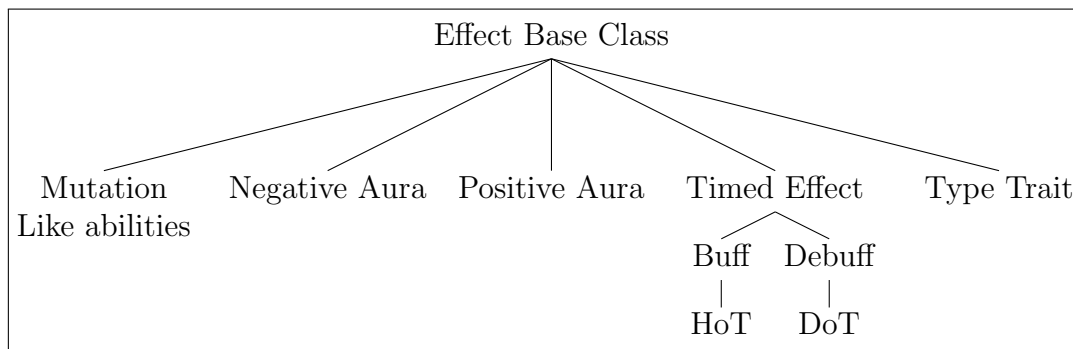 Effect Base Class
Mutation
Like abilities
Negative Aura
Positive Aura
Timed Effect
Type Trait
Buff
Debuff
HoT
DoT